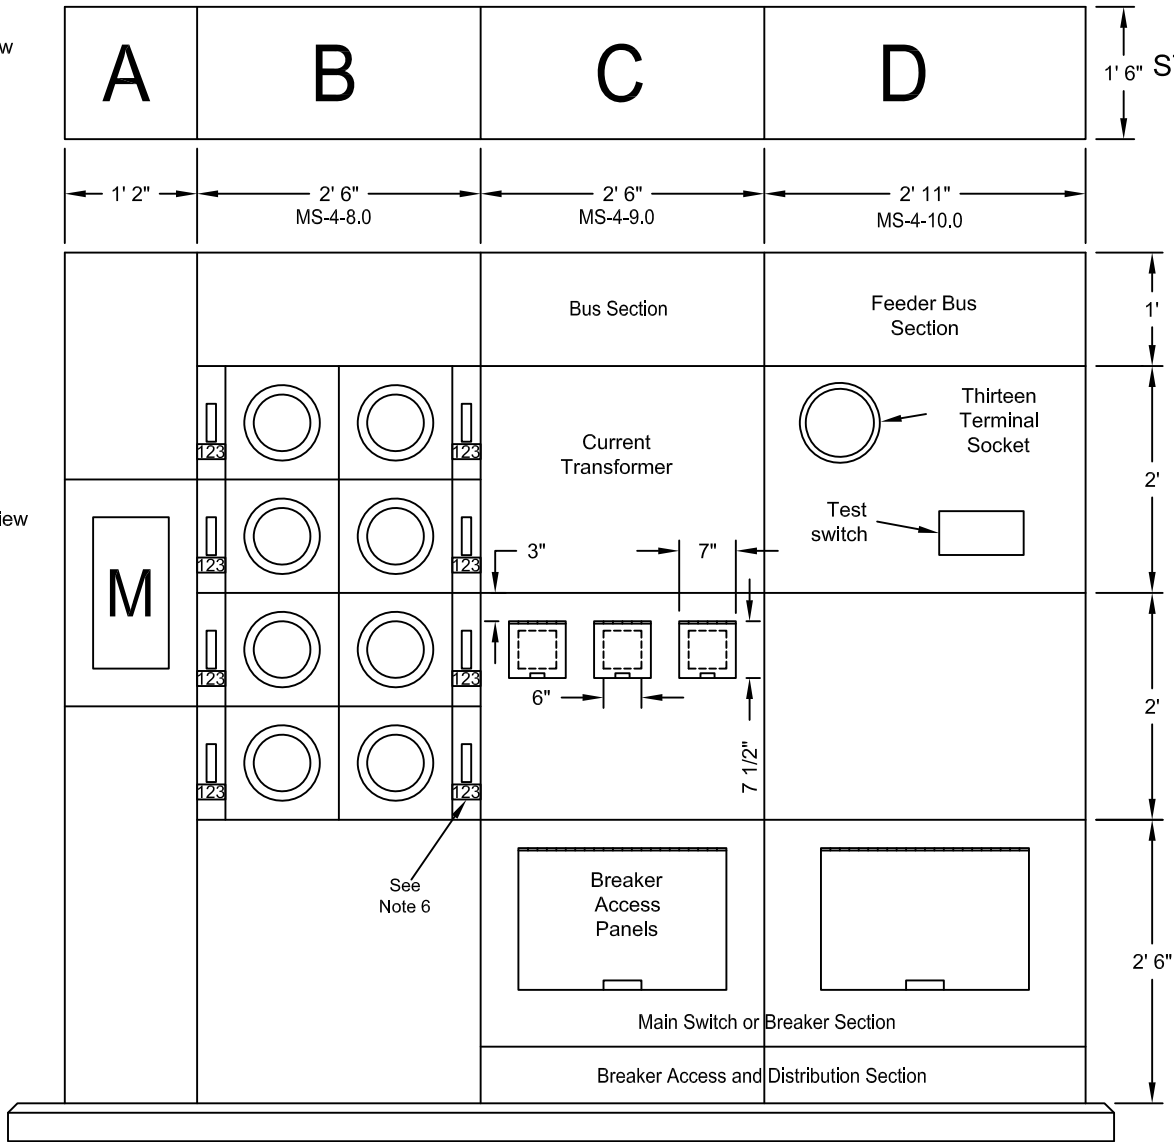 A B C D
1' 6"
1' 2"
2' 6"
MS-4-8.0
2' 6"
MS-4-9.0
2' 11"
MS-4-10.0
Bus Section
Feeder Bus
Section
1'
Thirteen
Terminal
Socket
Current
Transformer
123
123
2'
Test
switch
123
123
3"
7"
M
2'
123
123
6"
7 1/2"
123
123
See
Note 6
Breaker
Access
Panels
2' 6"
Main Switch or Breaker Section
Breaker Access and Distribution Section